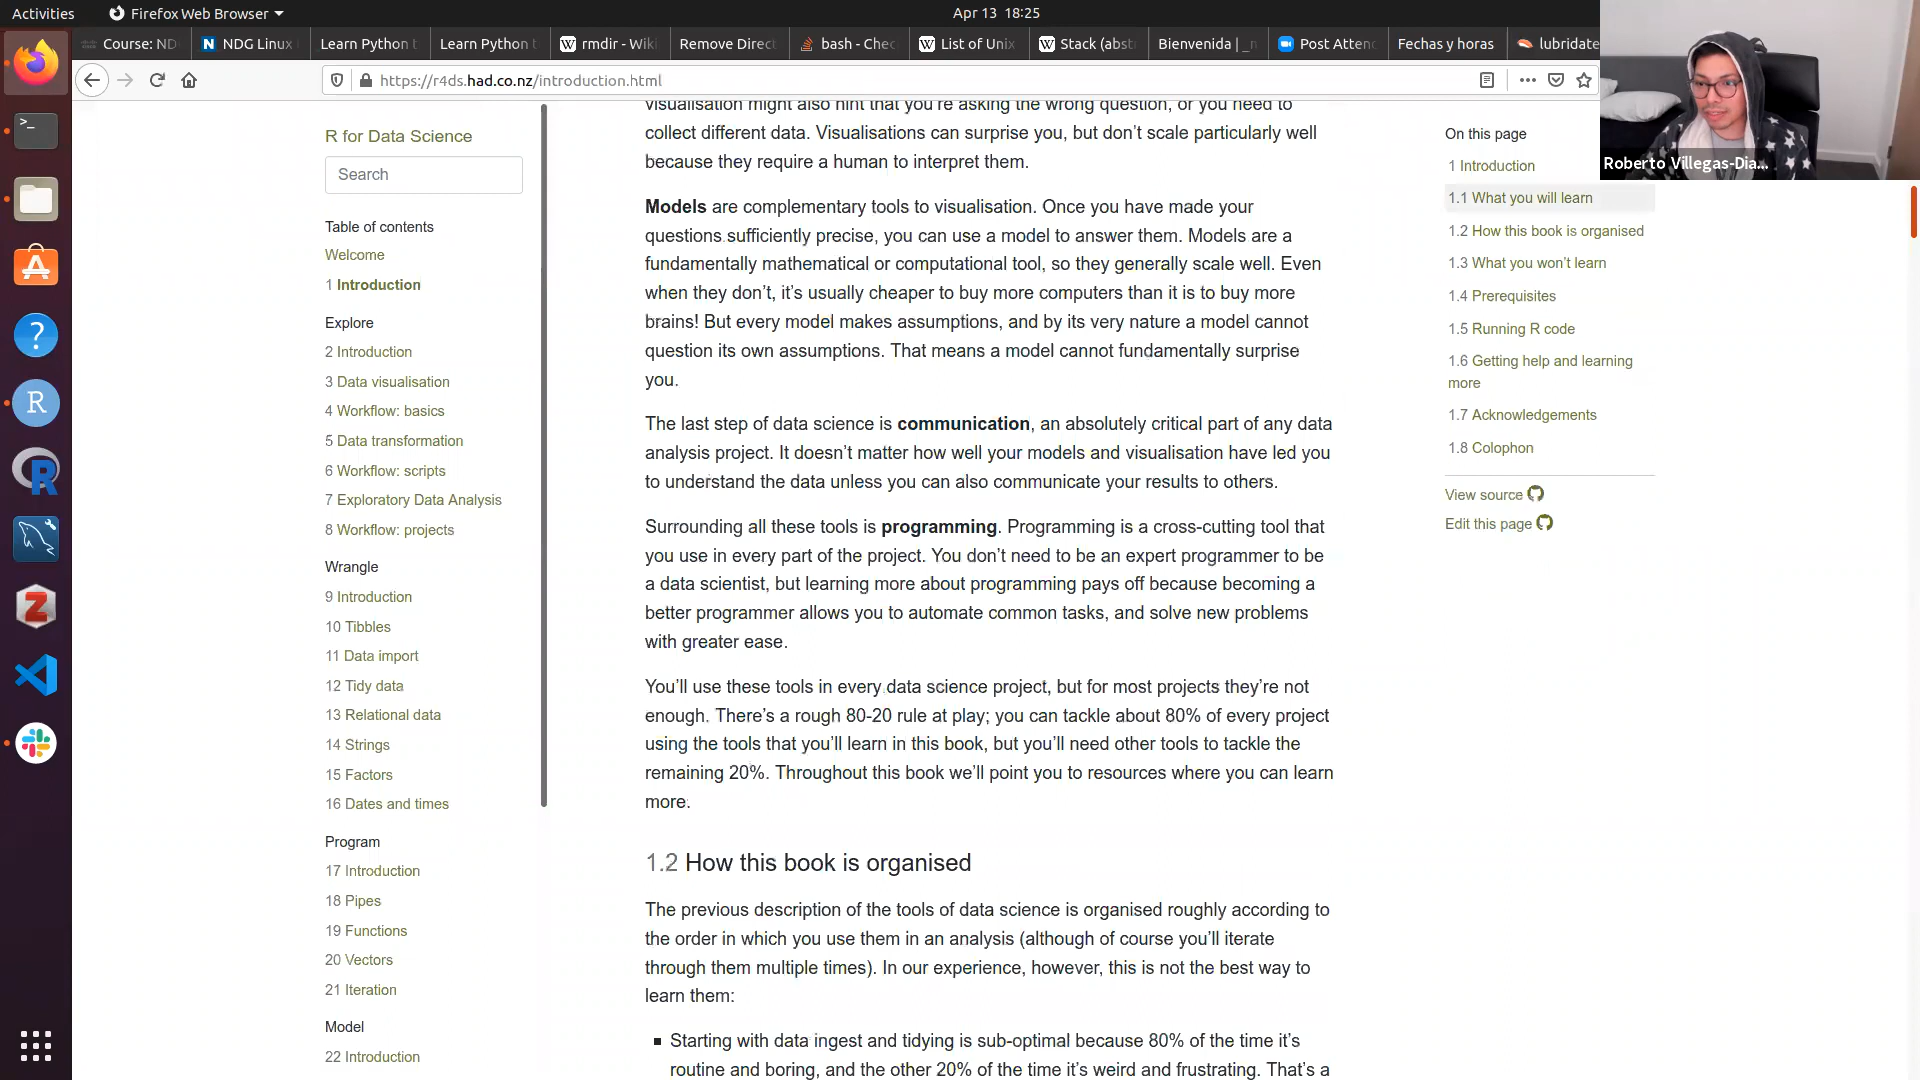 Activities
Firefox Web Browser
Apr 13 18:25
Course: ND
NDG Linux
Learn Python t
Learn Python t
rmdir - Wiki
Remove Direct
bash - Chec
List of Unix
Stack (abst
Bienvenida | _n
Post Attend
Fechas y horas
lubridate
https://r4ds.had.co.nz/introduction.html
Roberto Villegas-Dia...
R for Data Science
Search
Table of contents
Welcome
1 Introduction
Explore
2 Introduction
3 Data visualisation
4 Workflow: basics
5 Data transformation
6 Workflow: scripts
7 Exploratory Data Analysis
8 Workflow: projects
Wrangle
9 Introduction
10 Tibbles
11 Data import
12 Tidy data
13 Relational data
14 Strings
15 Factors
16 Dates and times
Program
17 Introduction
18 Pipes
19 Functions
20 Vectors
21 Iteration
Model
22 Introduction
visualisation might also hint that you're asking the wrong question, or you need to
collect different data. Visualisations can surprise you, but don't scale particularly well
because they require a human to interpret them.
Models are complementary tools to visualisation. Once you have made your
questions sufficiently precise, you can use a model to answer them. Models are a
fundamentally mathematical or computational tool, so they generally scale well. Even
when they don't, it's usually cheaper to buy more computers than it is to buy more
brains! But every model makes assumptions, and by its very nature a model cannot
question its own assumptions. That means a model cannot fundamentally surprise
you.
The last step of data science is communication, an absolutely critical part of any data
analysis project. It doesn't matter how well your models and visualisation have led you
to understand the data unless you can also communicate your results to others.
Surrounding all these tools is programming. Programming is a cross-cutting tool that
you use in every part of the project. You don't need to be an expert programmer to be
a data scientist, but learning more about programming pays off because becoming a
better programmer allows you to automate common tasks, and solve new problems
with greater ease.
You'll use these tools in every data science project, but for most projects they're not
enough. There's a rough 80-20 rule at play; you can tackle about 80% of every project
using the tools that you'll learn in this book, but you'll need other tools to tackle the
remaining 20%. Throughout this book we'll point you to resources where you can learn
more.
1.2 How this book is organised
The previous description of the tools of data science is organised roughly according to
the order in which you use them in an analysis (although of course you'll iterate
through them multiple times). In our experience, however, this is not the best way to
learn them:
Starting with data ingest and tidying is sub-optimal because 80% of the time it's
routine and boring, and the other 20% of the time it's weird and frustrating. That's a
On this page
1 Introduction
1.1 What you will learn
1.2 How this book is organised
1.3 What you won't learn
1.4 Prerequisites
1.5 Running R code
1.6 Getting help and learning
more
1.7 Acknowledgements
1.8 Colophon
View source
Edit this page